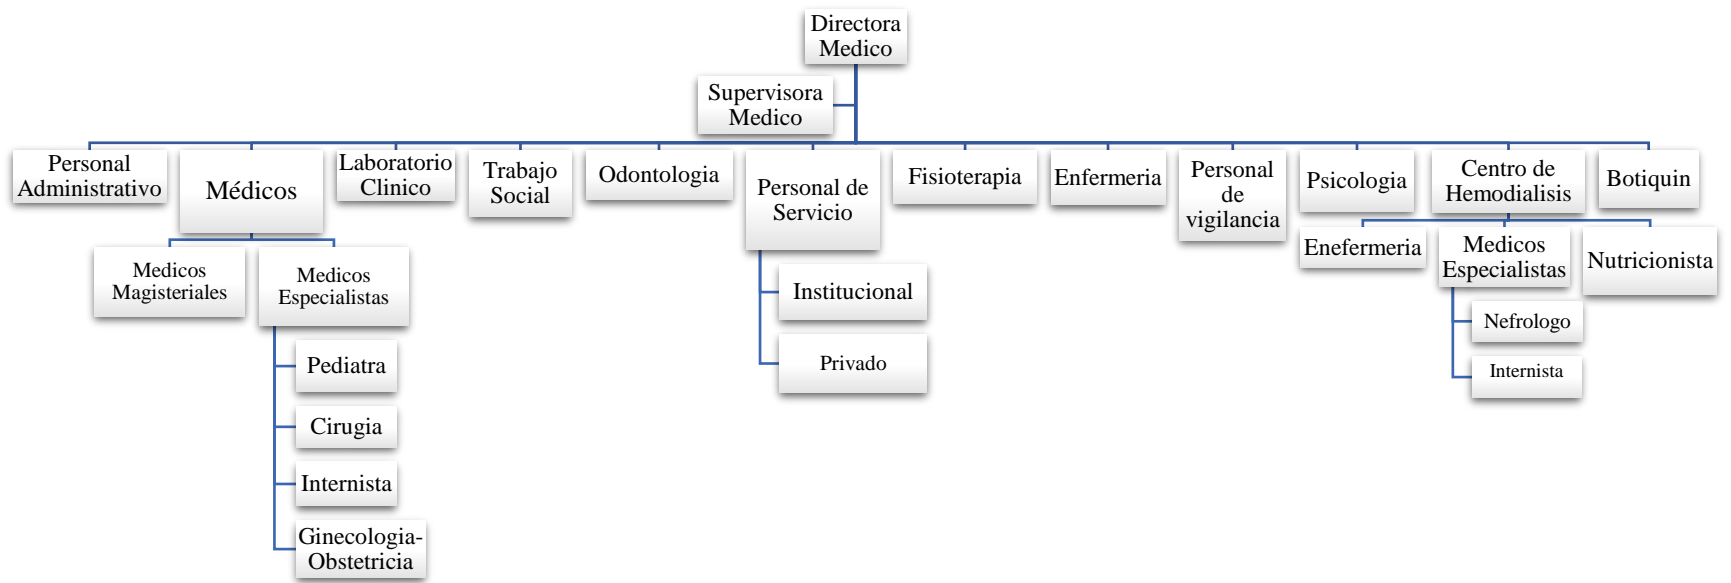 Directora
Medico
Supervisora
Medico
Personal
Administrativo
Médicos
Laboratorio
Clinico
Trabajo
Social
Odontologia
Personal de
Servicio
Fisioterapia
Enfermeria
Personal
de
vigilancia
Psicologia
Centro de
Hemodialisis
Botiquin
Medicos
Magisteriales
Medicos
Especialistas
Pediatra
Cirugia
Internista
Ginecologia-
Obstetricia
Institucional
Privado
Enefermeria
Medicos
Especialistas
Nutricionista
Nefrologo
Internista